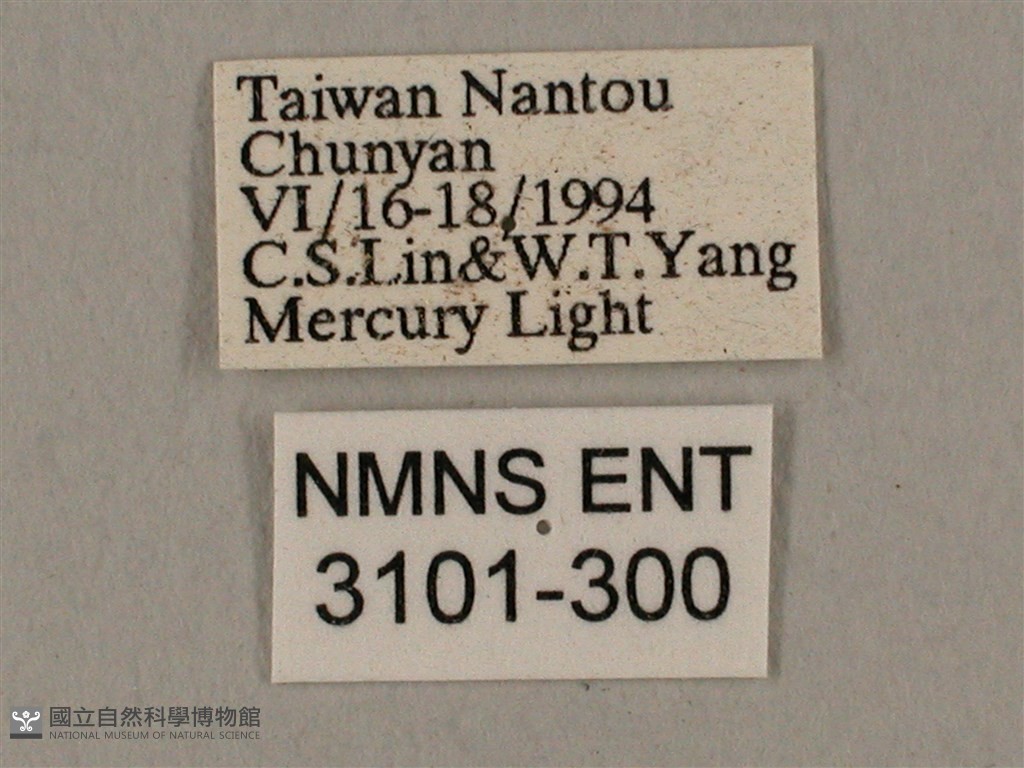 Taiwan Nantou
Chunyan
VI/16-18,/1994
C.S.Lin&W.T.Yang
Mercury Light
NMNS ENT
3101-300
國立自然科學博物館
NATIONAL MUSEUM OF NATURAL SCIENCE